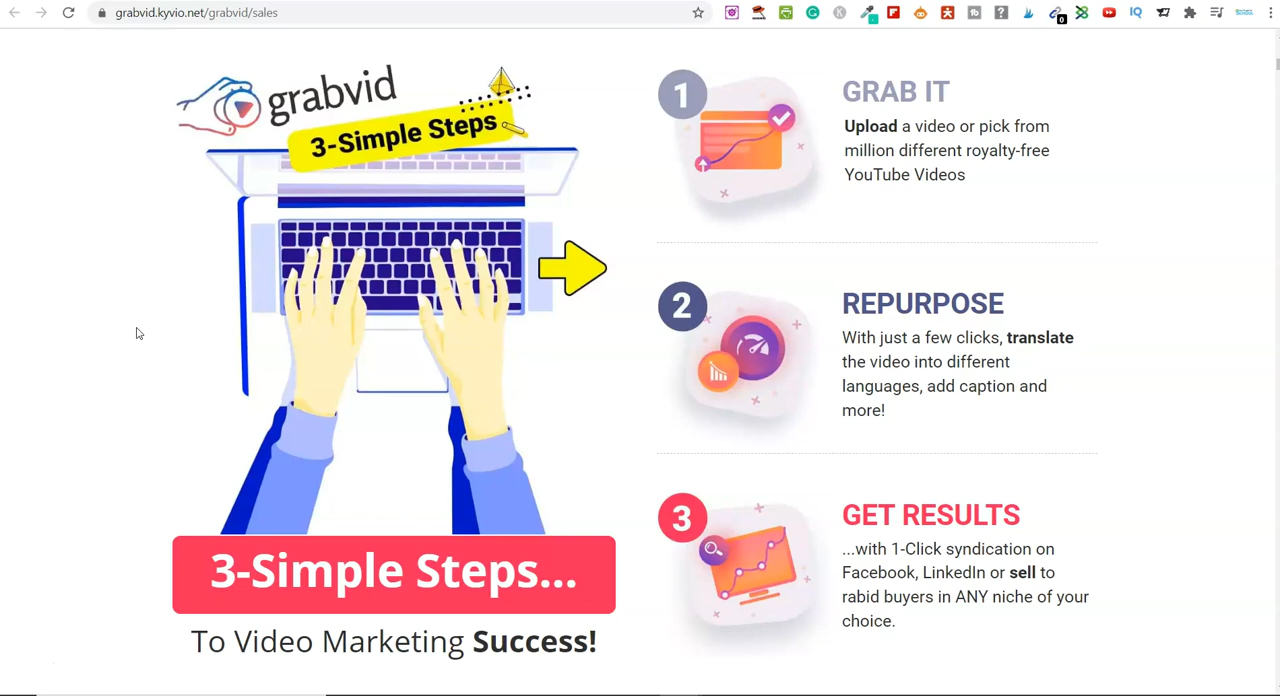 grabvid.kyvio.net/grabvid/sales
grabvid
3-Simple Steps
3-Simple Steps...
To Video Marketing Success!
1
GRAB IT
Upload a video or pick from
million different royalty-free
YouTube Videos
2
REPURPOSE
With just a few clicks, translate
the video into different
languages, add caption and
more!
3
GET RESULTS
...with 1-Click syndication on
Facebook, LinkedIn or sell to
rabid buyers in ANY niche of your
choice.